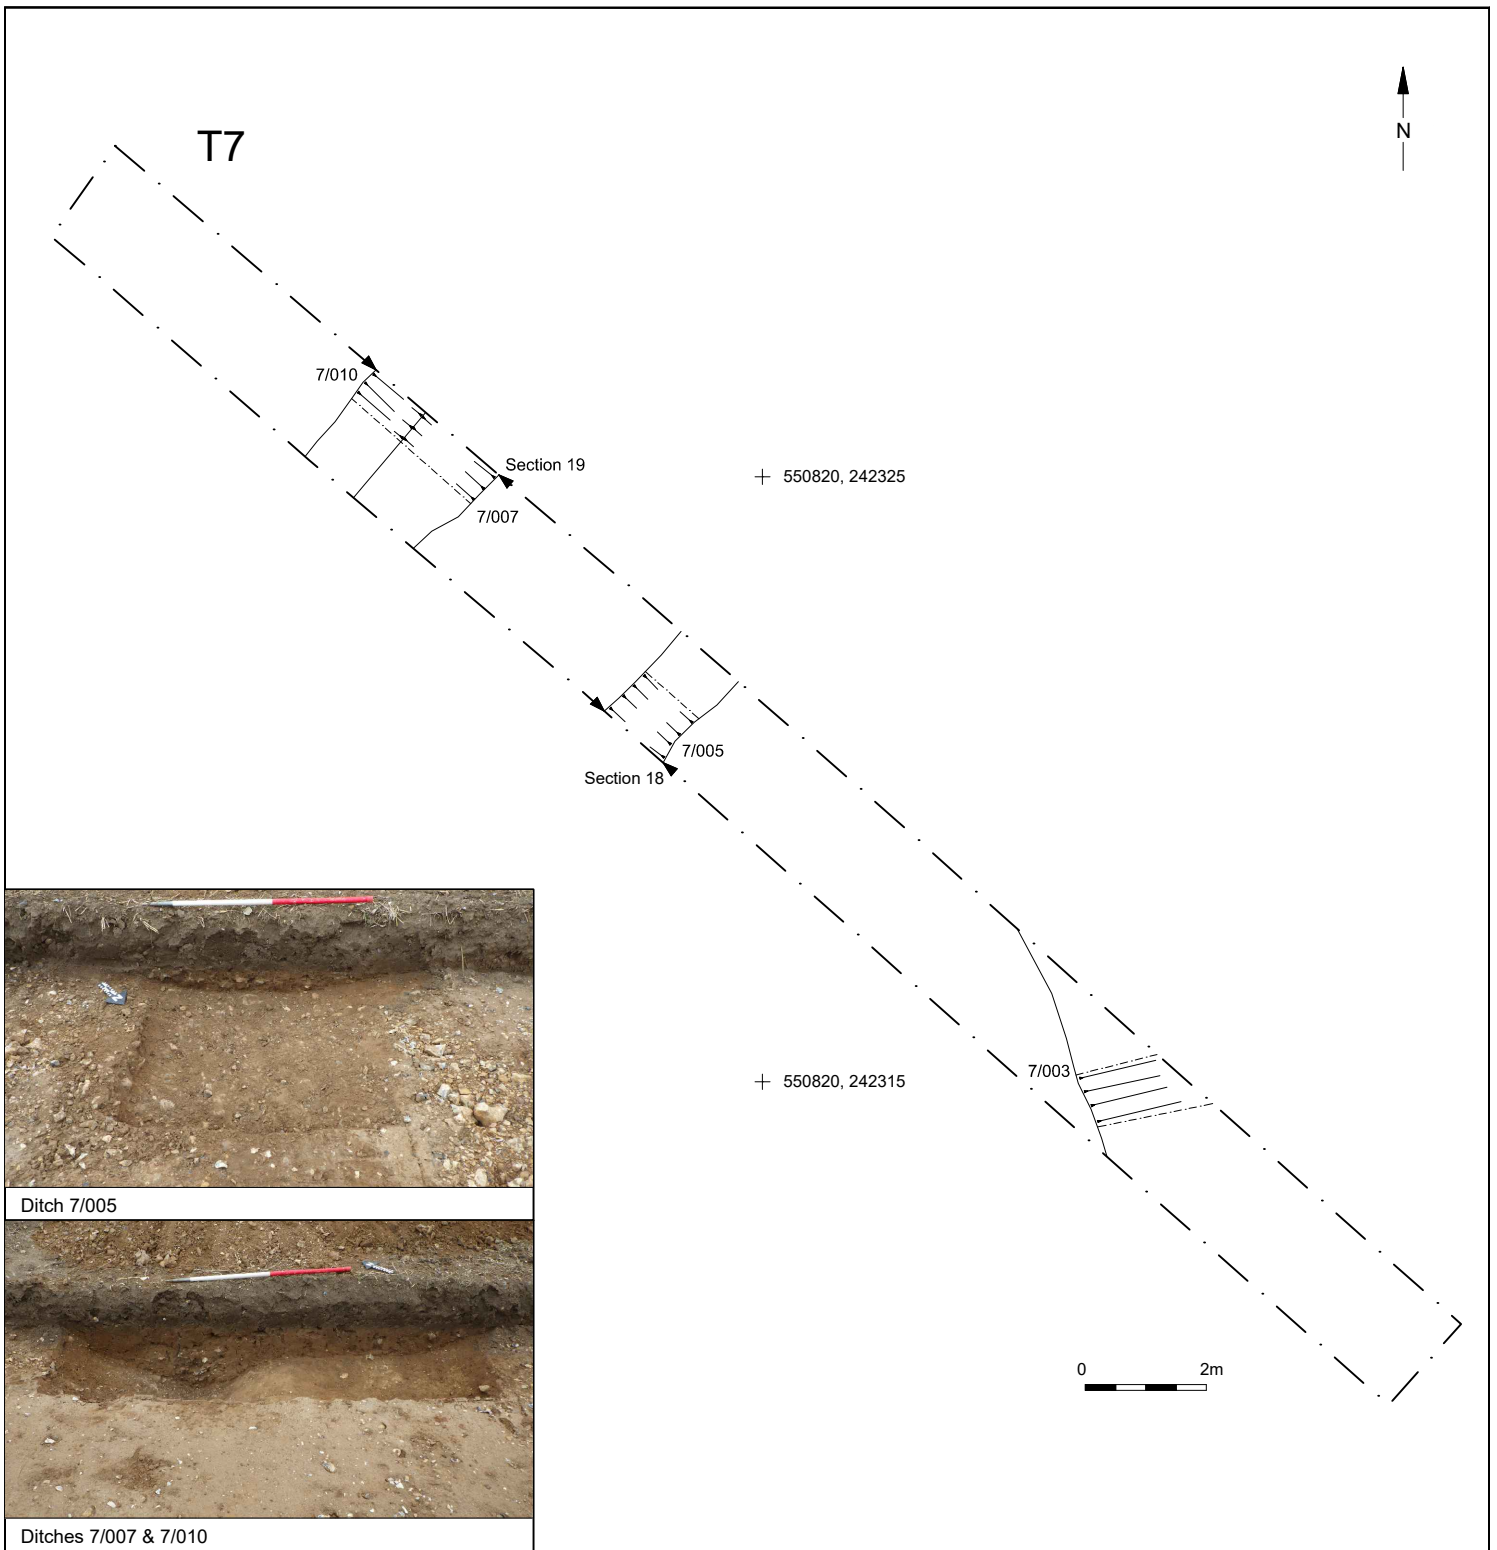 N
T7
7/010
Section 19
550820, 242325
7/007
7/005
Section 18
7/003
550820, 242315
0 2m
Ditch 7/005
Ditches 7/007 & 7/010